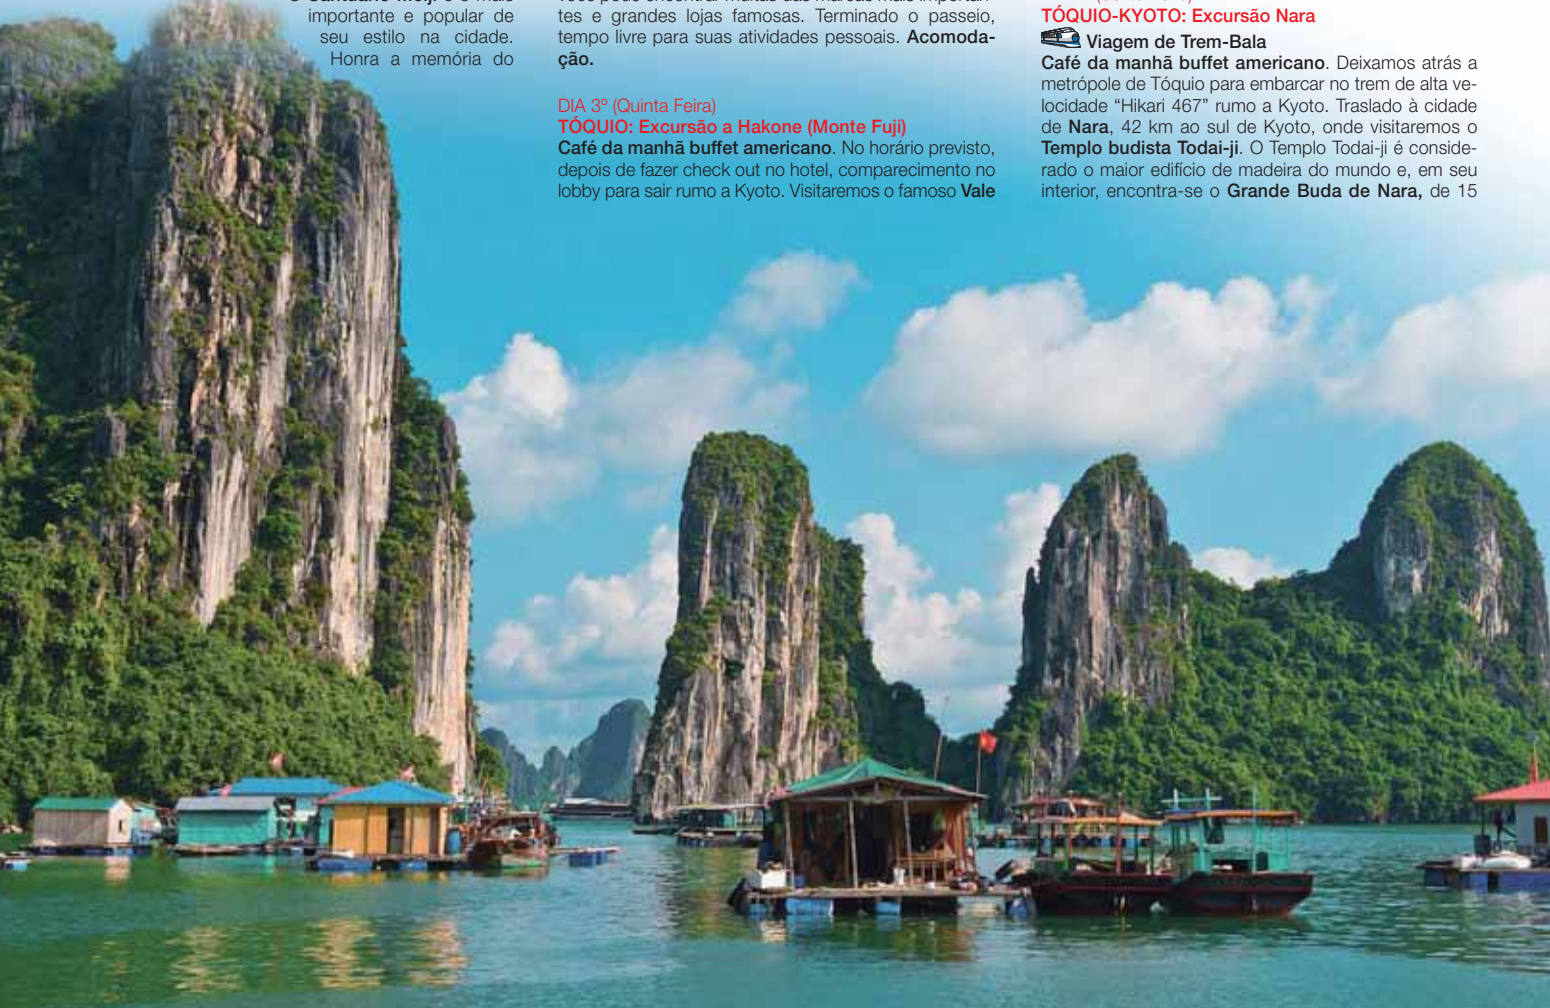 importante e popular de
seu estilo na cidade.
Honra a memória do
tes e grandes lojas famosas. Terminado o passeio,
tempo livre para suas atividades pessoais. Acomoda-
ção.
DIA 3º (Quinta Feira)
TÓQUIO: Excursão a Hakone (Monte Fuji)
Café da manhã buffet americano. No horário previsto,
depois de fazer check out no hotel, comparecimento no
lobby para sair rumo a Kyoto. Visitaremos o famoso Vale
TÓQUIO-KYOTO: Excursão Nara
Viagem de Trem-Bala
Café da manhã buffet americano. Deixamos atrás a
metrópole de Tóquio para embarcar no trem de alta ve-
locidade “Hikari 467” rumo a Kyoto. Traslado à cidade
de Nara, 42 km ao sul de Kyoto, onde visitaremos o
Templo budista Todai-ji. O Templo Todai-ji é conside-
rado o maior edifício de madeira do mundo e, em seu
interior, encontra-se o Grande Buda de Nara, de 15